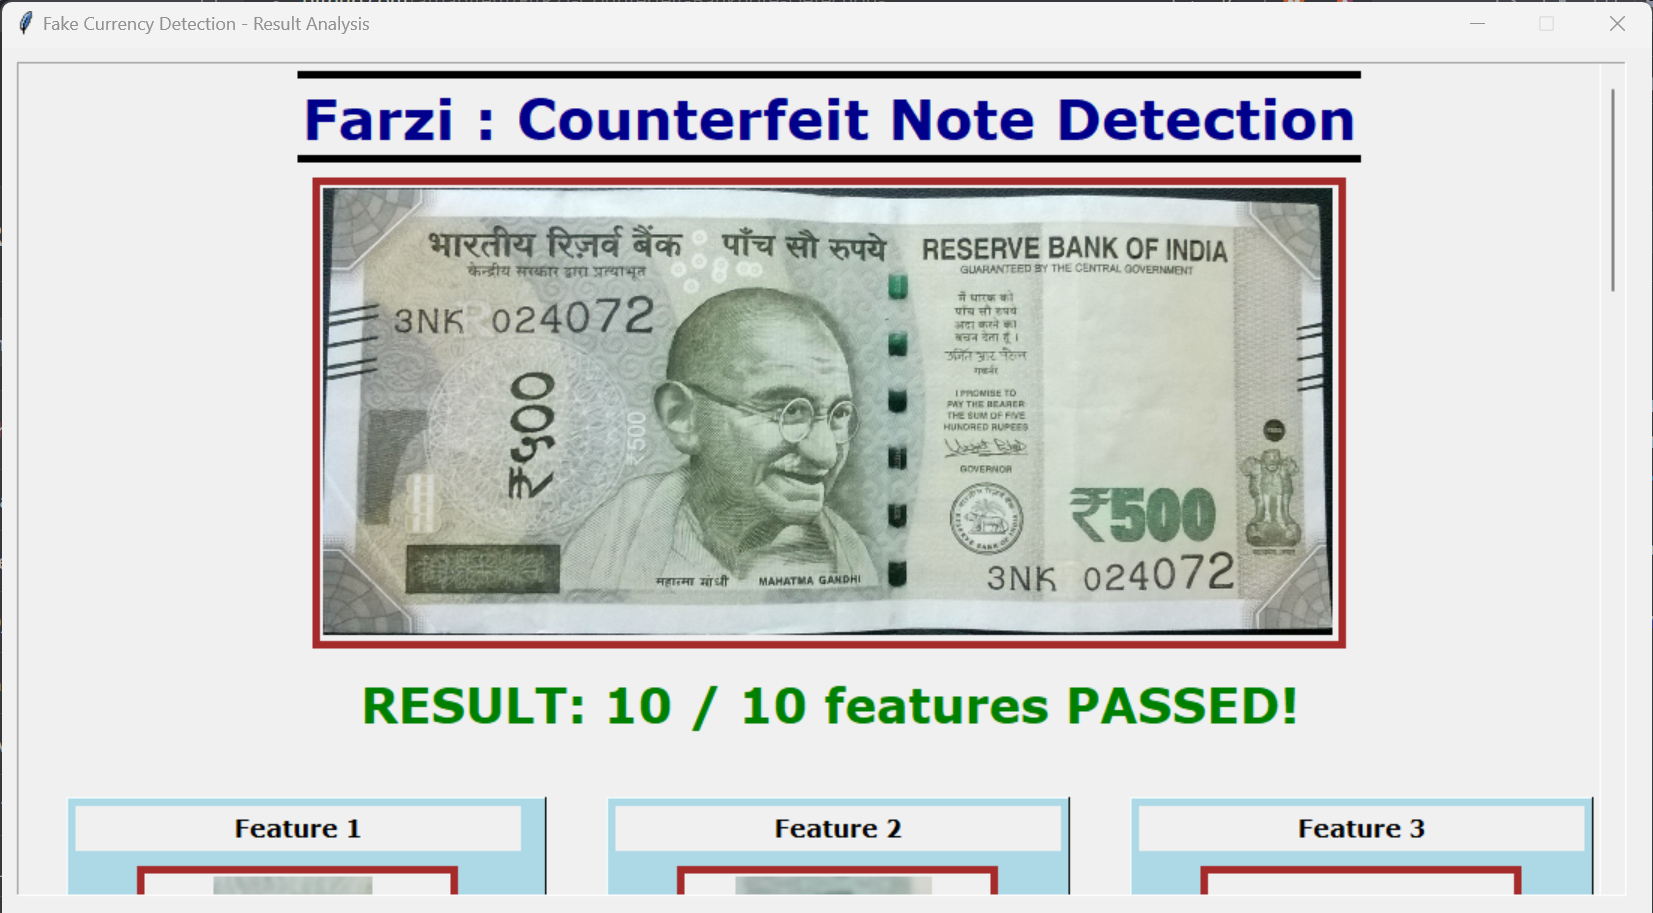 Fake Currency Detection - Result Analysis
Farzi : Counterfeit Note Detection
भारतीय रिज़र्व बैंक पाँच सौ रुपये RESERVE BANK OF INDIA
केन्द्रीय सरकार द्वारा प्रत्याभूत GUARANTEED BY THE CENTRAL GOVERNMENT
3NK 024072
मैं धारक को
पाँच सौ रुपये
अदा करने का
वचन देता हूँ ।
गवर्नर
I PROMISE TO
PAY THE BEARER
THE SUM OF FIVE
HUNDRED RUPEES
GOVERNOR
₹५००
₹500
₹500
3NK 024072
महात्मा गांधी MAHATMA GANDHI
RESULT: 10 / 10 features PASSED!
Feature 1 Feature 2 Feature 3